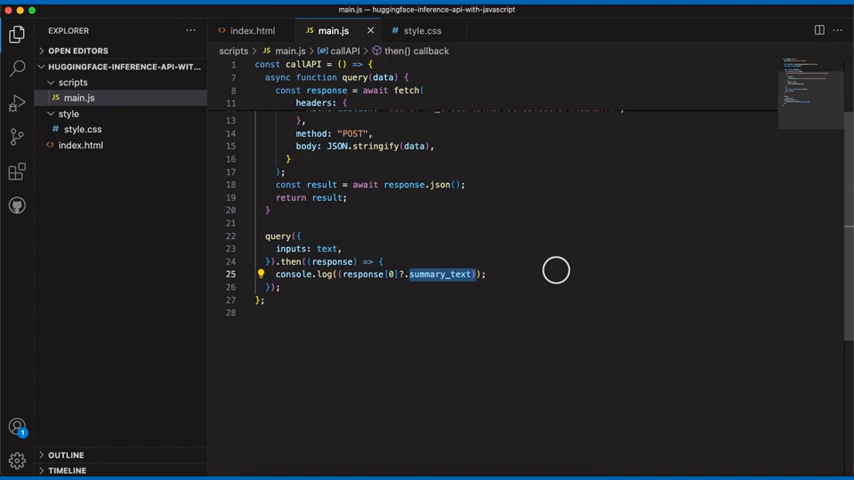 main.js — huggingface-inference-api-with-javascript
EXPLORER
OPEN EDITORS
HUGGINGFACE-INFERENCE-API-WIT...
scripts
JS main.js
style
# style.css
<> index.html
OUTLINE
TIMELINE
1
<> index.html
JS main.js
# style.css
scripts > JS main.js > callAPI > then() callback
1 const callAPI = () => {
7 async function query(data) {
8 const response = await fetch(
11 headers: {
13 },
14 method: "POST",
15 body: JSON.stringify(data),
16 }
17 );
18 const result = await response.json();
19 return result;
20 }
21
22 query({
23 inputs: text,
24 }).then((response) => {
25 console.log((response[0]?.summary_text));
26 });
27 };
28